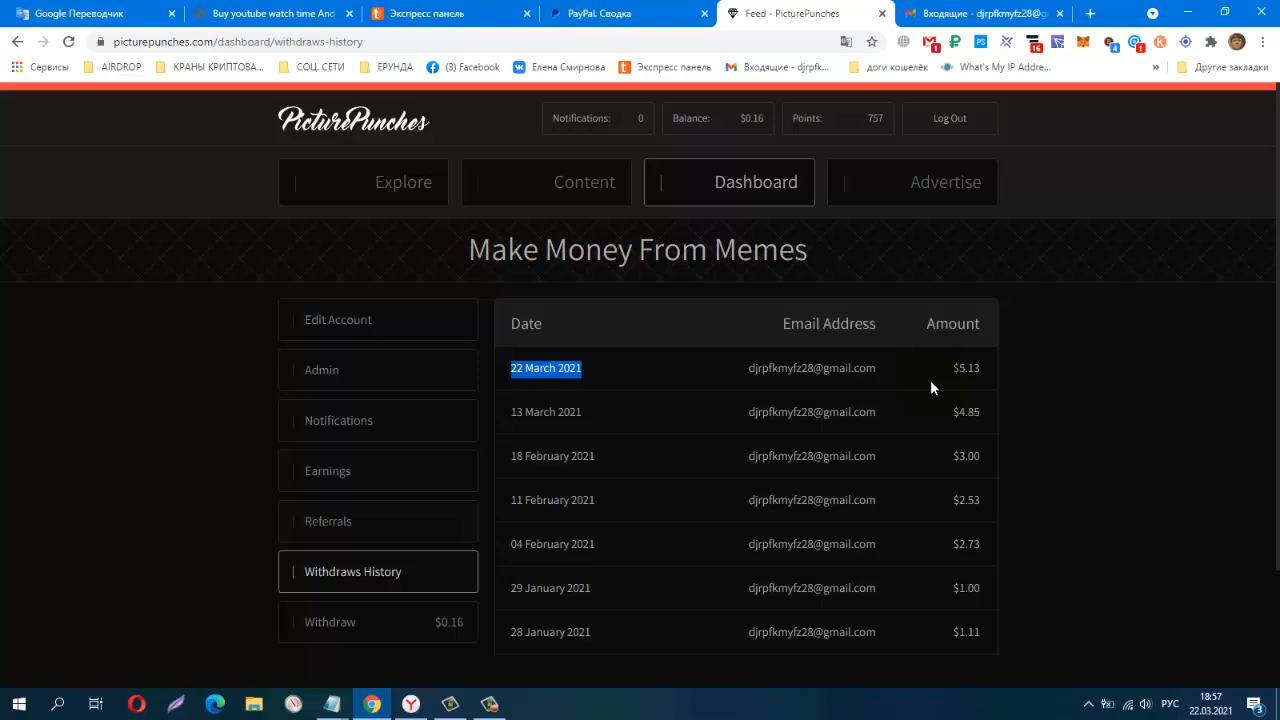 Google Переводчик
Buy youtube watch time And
Экспресс панель
PayPal. Сводка
Feed - PicturePunches
Входящие - djrpfkmyfz28@g
picturepunches.com/dashboard/withdraws-history
Сервисы
AIRDROP
КРАНЫ КРИПТОВА...
СОЦ. СЕТИ
ЕРУНДА
(3) Facebook
Елена Смирнова
Экспресс панель
Входящие - djrpfk...
доги кошелёк
What's My IP Addre...
»
Другие закладки
PicturePunches
Notifications: 0
Balance: $0.16
Points: 757
Log Out
Explore
Content
Dashboard
Advertise
Make Money From Memes
Edit Account
Admin
Notifications
Earnings
Referrals
Withdraws History
Withdraw $0.16
Date Email Address Amount
22 March 2021 djrpfkmyfz28@gmail.com $5.13
13 March 2021 djrpfkmyfz28@gmail.com $4.85
18 February 2021 djrpfkmyfz28@gmail.com $3.00
11 February 2021 djrpfkmyfz28@gmail.com $2.53
04 February 2021 djrpfkmyfz28@gmail.com $2.73
29 January 2021 djrpfkmyfz28@gmail.com $1.00
28 January 2021 djrpfkmyfz28@gmail.com $1.11
РУС
18:57
22.03.2021